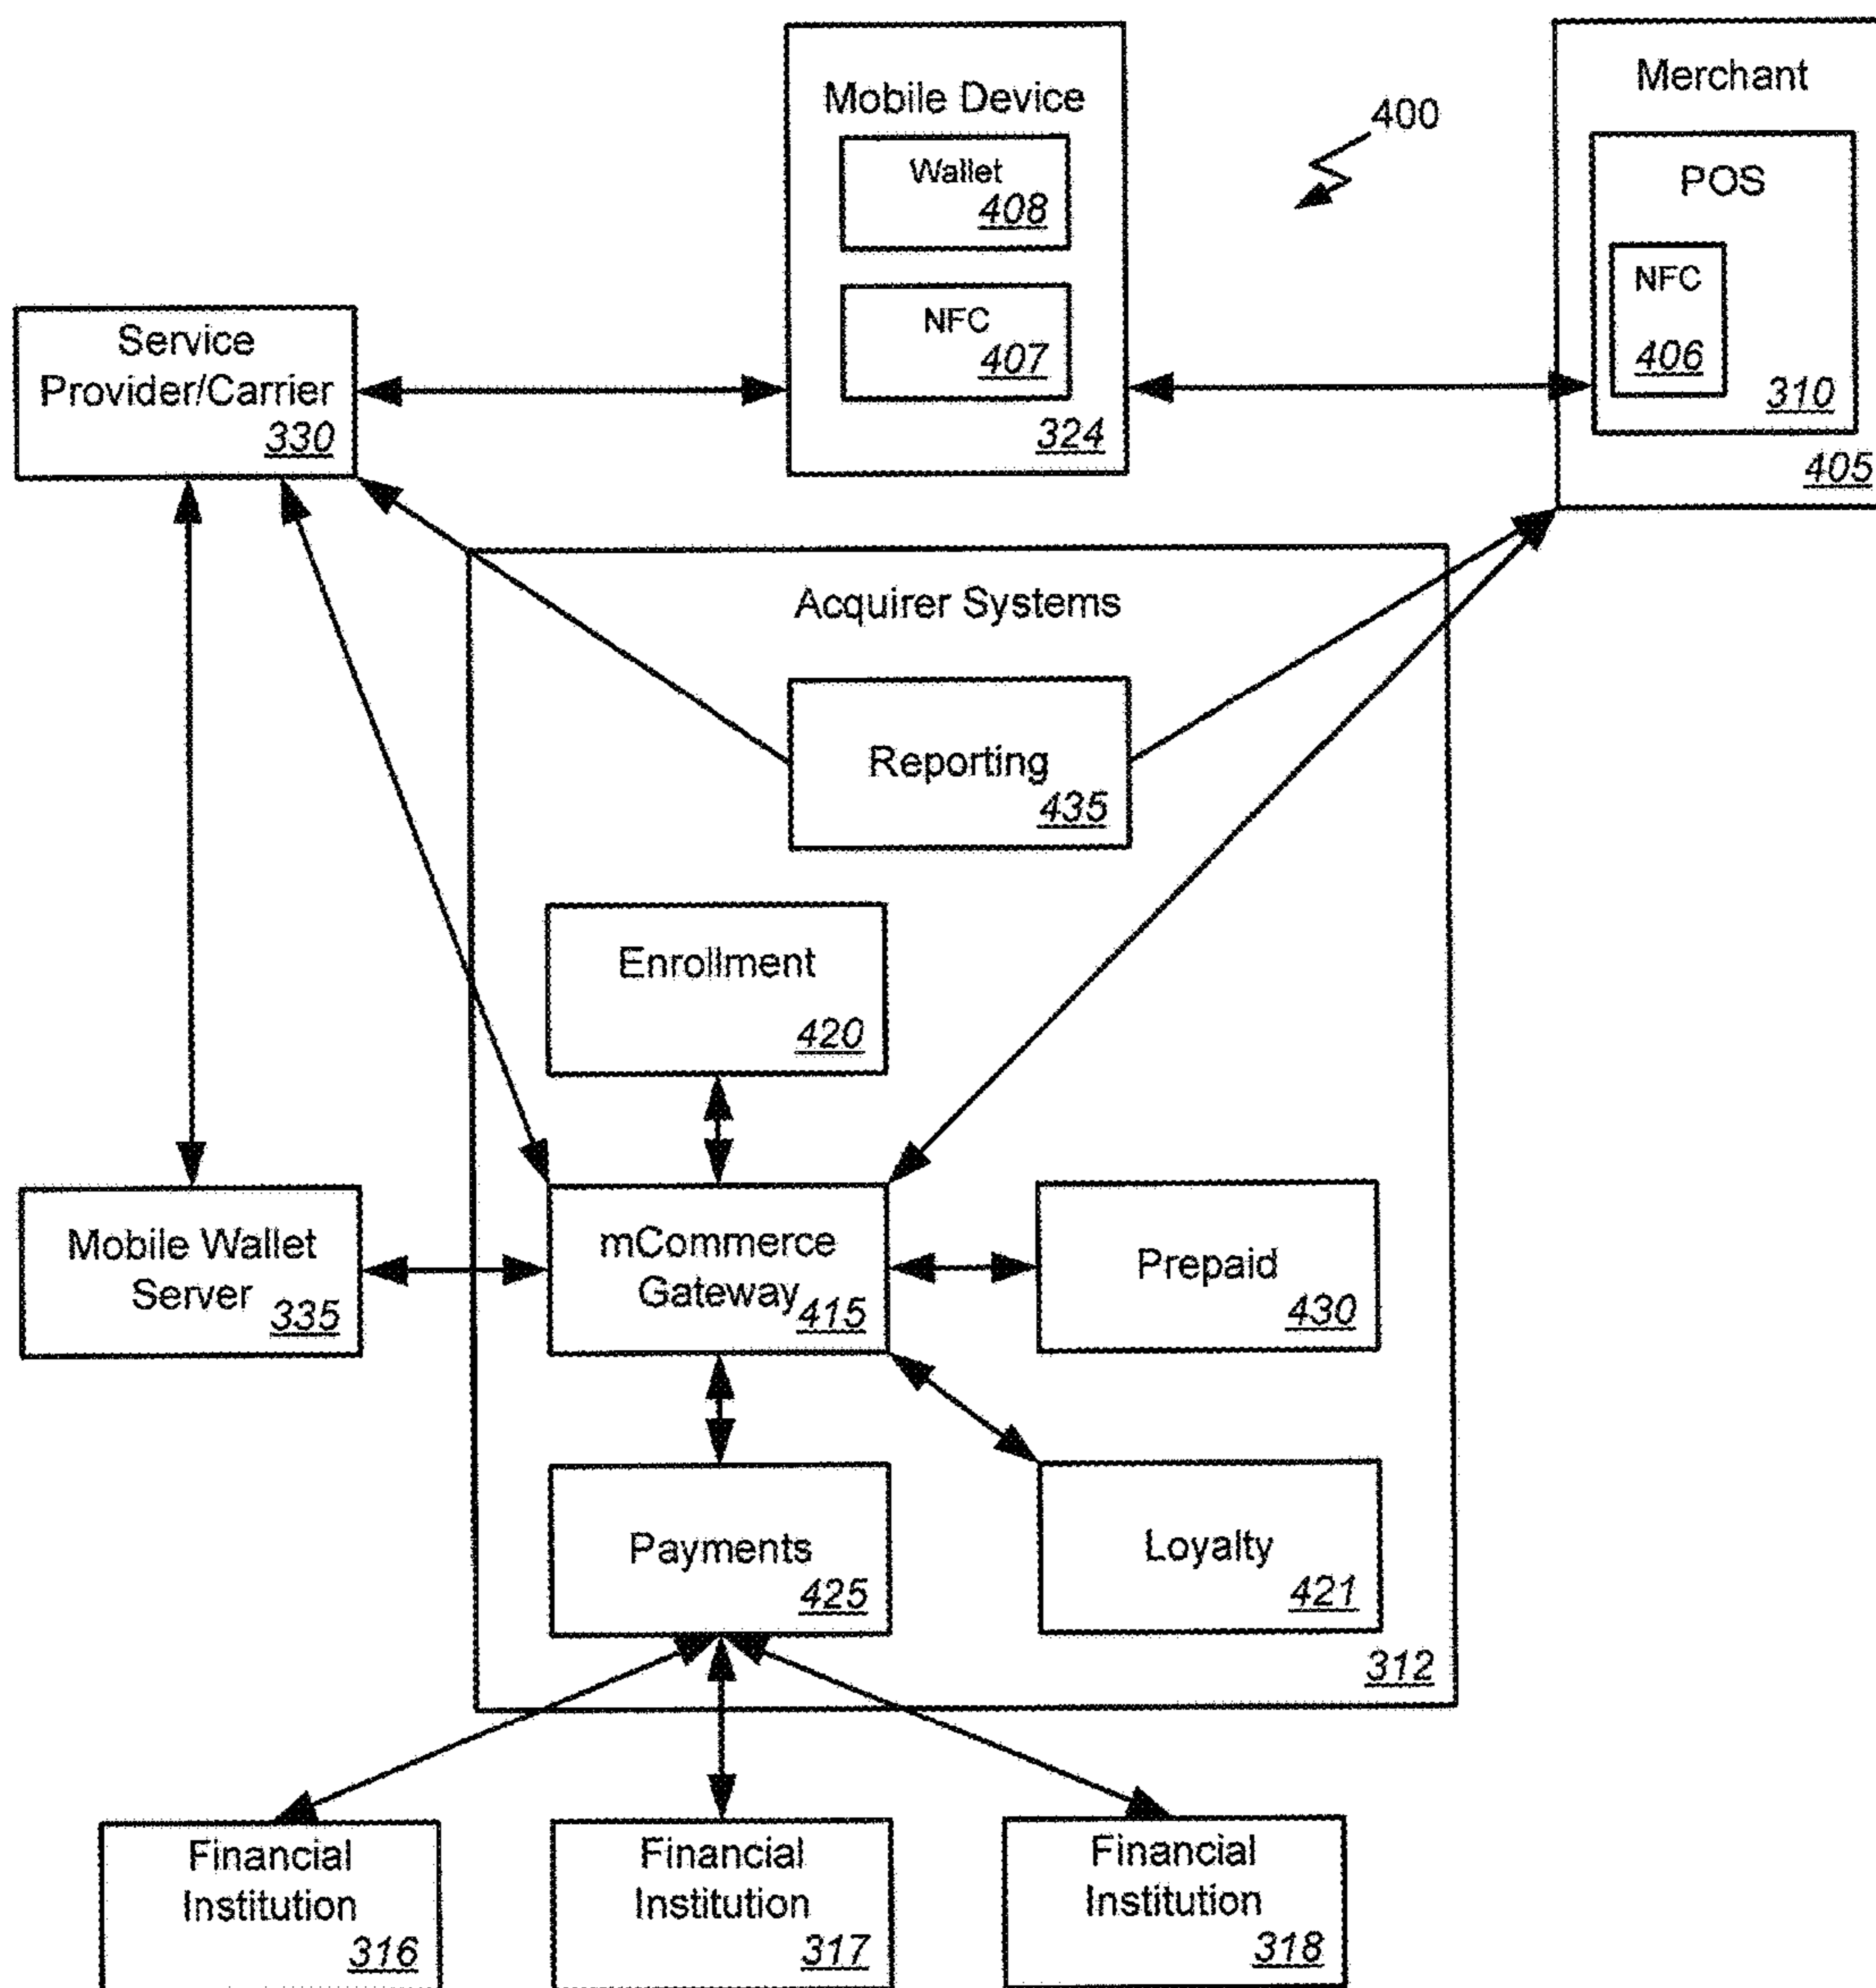 Mobile Device
Wallet
408
NFC
407
324
400
Merchant
POS
NFC
406
310
405
Service
Provider/Carrier
330
Acquirer Systems
Reporting
435
Enrollment
420
Mobile Wallet
Server
335
mCommerce
Gateway
415
Prepaid
430
Payments
425
Loyalty
421
312
Financial
Institution
316
Financial
Institution
317
Financial
Institution
318